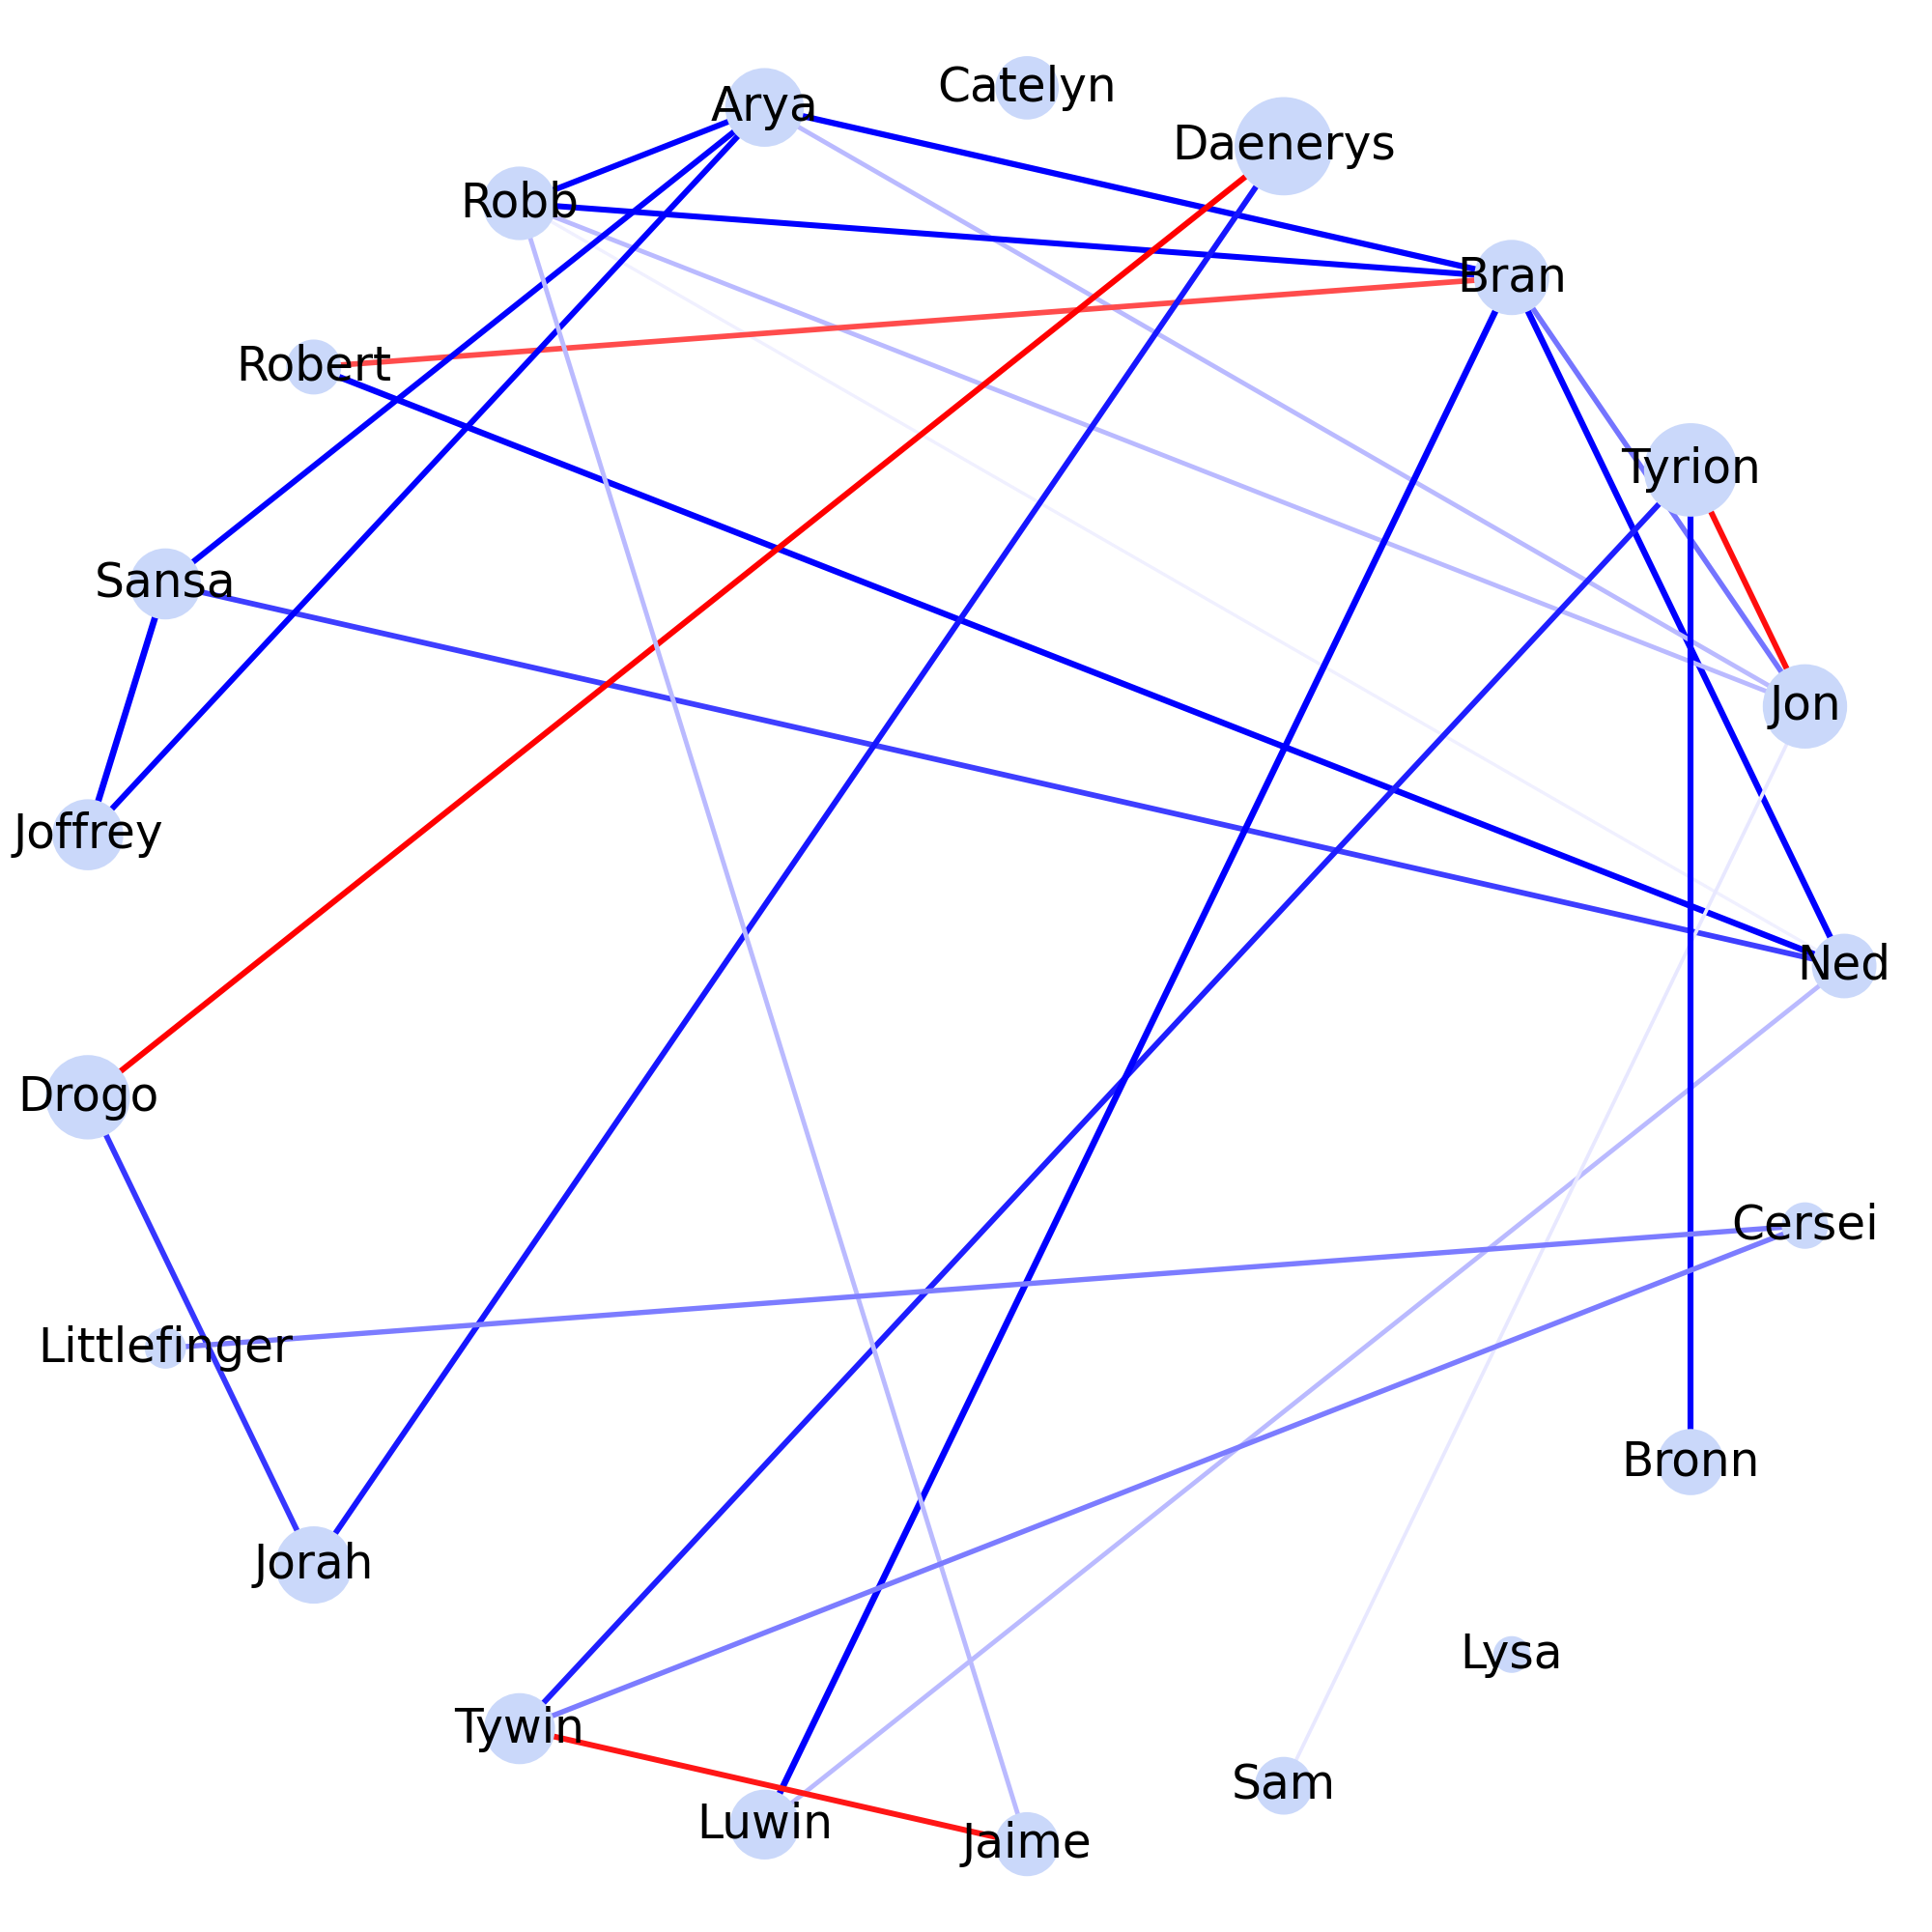 Catelyn
Arya
Daenerys
Robb
Bran
Robert
Tyrion
Sansa
Jon
Joffrey
Ned
Drogo
Cersei
Littlefinger
Bronn
Jorah
Lysa
Tywin
Sam
Luwin
Jaime